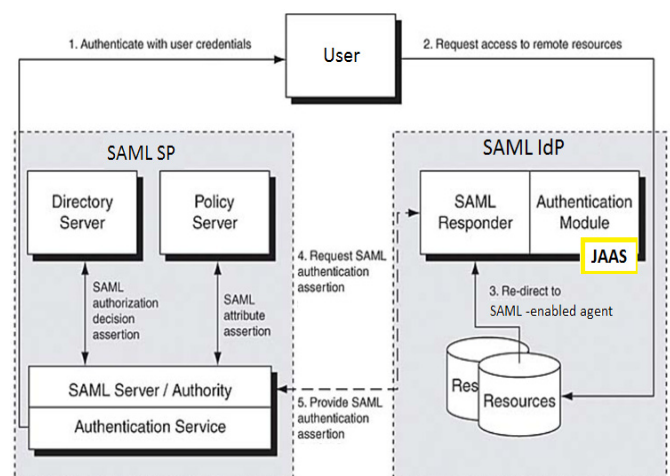 1. Authenticate with user credentials
User
2. Request access to remote resources
SAML SP
Directory
Server
Policy
Server
SAML
authorization
decision
assertion
SAML
attribute
assertion
SAML Server / Authority
Authentication Service
4. Request SAML
authentication
assertion
5. Provide SAML
authentication
assertion
SAML IdP
SAML
Responder
Authentication
Module
JAAS
3. Re-direct to
SAML -enabled agent
Res
Resources